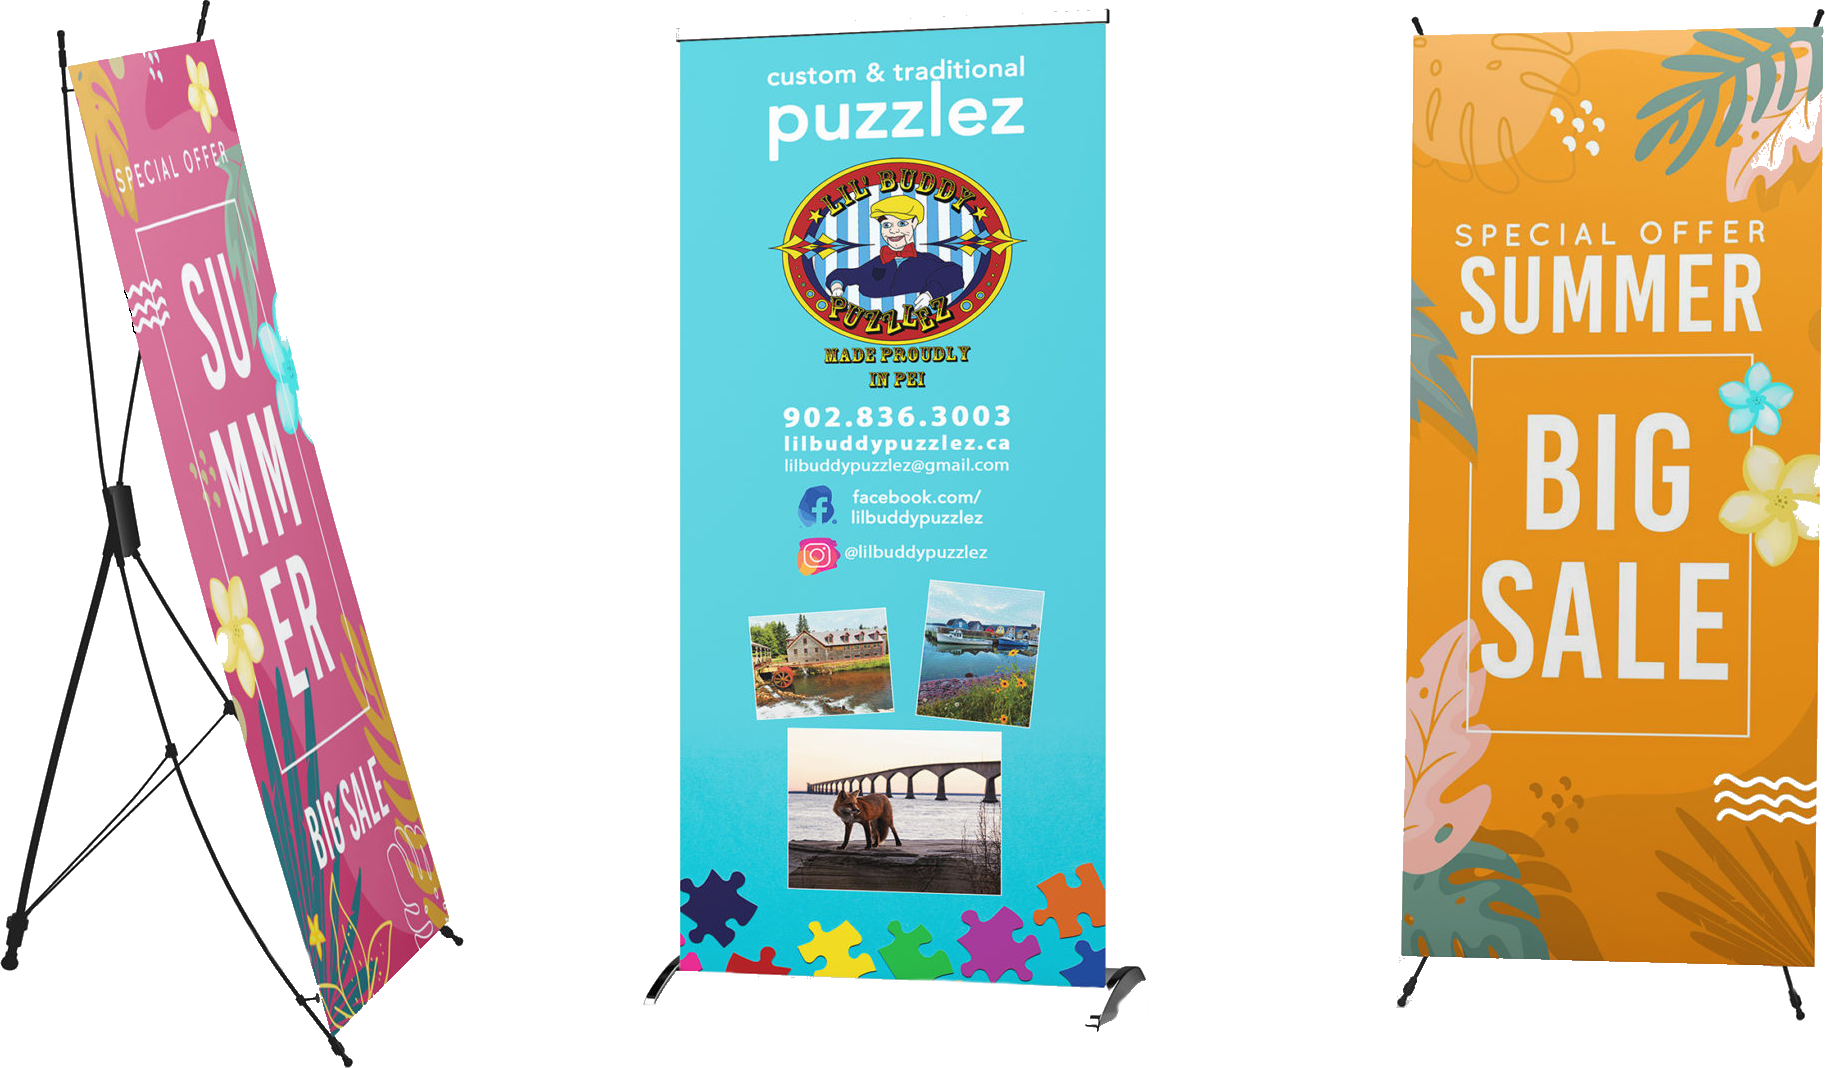 SPECIAL OFFER
SU
MM
ER
BIG SALE
custom & traditional
puzzlez
LIL' BUDDY
PUZZLEZ
MADE PROUDLY
IN PEI
902.836.3003
lilbuddypuzzlez.ca
lilbuddypuzzlez@gmail.com
facebook.com/
lilbuddypuzzlez
@lilbuddypuzzlez
SPECIAL OFFER
SUMMER
BIG
SALE